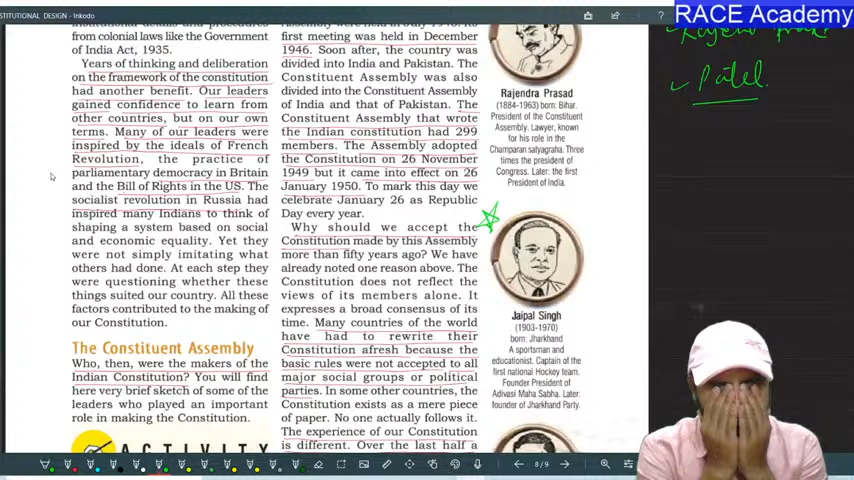 STITUTIONAL DESIGN - Inkodo
RACE Academy
institutional details and procedures
from colonial laws like the Government
of India Act, 1935.
Years of thinking and deliberation
on the framework of the constitution
had another benefit. Our leaders
gained confidence to learn from
other countries, but on our own
terms. Many of our leaders were
inspired by the ideals of French
Revolution, the practice of
parliamentary democracy in Britain
and the Bill of Rights in the US. The
socialist revolution in Russia had
inspired many Indians to think of
shaping a system based on social
and economic equality. Yet they
were not simply imitating what
others had done. At each step they
were questioning whether these
things suited our country. All these
factors contributed to the making of
our Constitution.
The Constituent Assembly
Who, then, were the makers of the
Indian Constitution? You will find
here very brief sketch of some of the
leaders who played an important
role in making the Constitution.
ACTIVITY
Assembly were held in July 1946. Its
first meeting was held in December
1946. Soon after, the country was
divided into India and Pakistan. The
Constituent Assembly was also
divided into the Constituent Assembly
of India and that of Pakistan. The
Constituent Assembly that wrote
the Indian constitution had 299
members. The Assembly adopted
the Constitution on 26 November
1949 but it came into effect on 26
January 1950. To mark this day we
celebrate January 26 as Republic
Day every year.
Why should we accept the
Constitution made by this Assembly
more than fifty years ago? We have
already noted one reason above. The
Constitution does not reflect the
views of its members alone. It
expresses a broad consensus of its
time. Many countries of the world
have had to rewrite their
Constitution afresh because the
basic rules were not accepted to all
major social groups or political
parties. In some other countries, the
Constitution exists as a mere piece
of paper. No one actually follows it.
The experience of our Constitution
is different. Over the last half a
Rajendra Prasad
(1884-1963) born: Bihar.
President of the Constituent
Assembly. Lawyer, known
for his role in the
Champaran satyagraha. Three
times the president of
Congress. Later: the first
President of India.
Jaipal Singh
(1903-1970)
born: Jharkhand
A sportsman and
educationist. Captain of the
first national Hockey team.
Founder President of
Adivasi Maha Sabha. Later:
founder of Jharkhand Party.
Patel
8 / 9